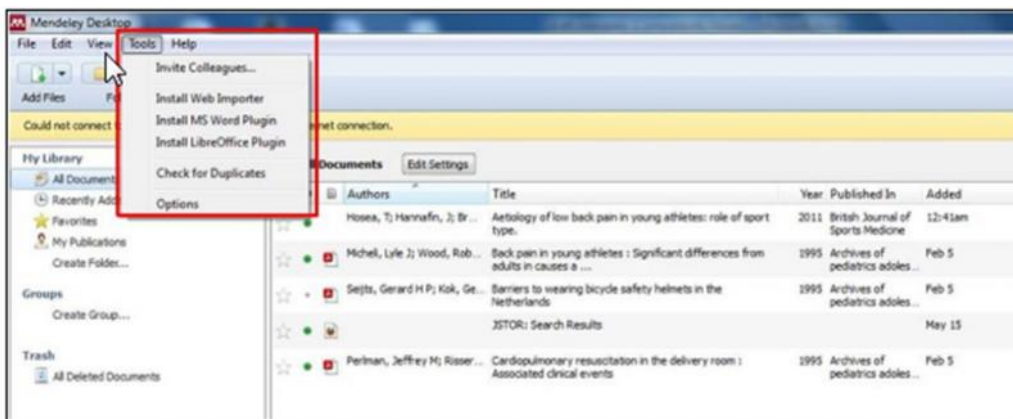 Mendeley Desktop
File Edit View Tools Help
Invite Colleagues...
Install Web Importer
Install MS Word Plugin
Install LibreOffice Plugin
Check for Duplicates
Options
Add Files
Could not connect
connection.
My Library
All Document
Recently Add
Favorites
My Publications
Create Folder...
Groups
Create Group...
Trash
All Deleted Documents
Documents Edit Settings
Authors Title Year Published In Added
Hosea, T; Hannafin, J; Br... Aetiology of low back pain in young athletes: role of sport 2011 British Journal of 12:41am
type. Sports Medicine
Micheli, Lyle J; Wood, Rob... Back pain in young athletes : Significant differences from 1995 Archives of Feb 5
adults in causes a ... pediatrics adoles...
Seijts, Gerard H P; Kok, Ge... Barriers to wearing bicycle safety helmets in the 1995 Archives of Feb 5
Netherlands pediatrics adoles...
JSTOR: Search Results May 15
Perlman, Jeffrey M; Risser... Cardiopulmonary resuscitation in the delivery room : 1995 Archives of Feb 5
Associated clinical events pediatrics adoles...